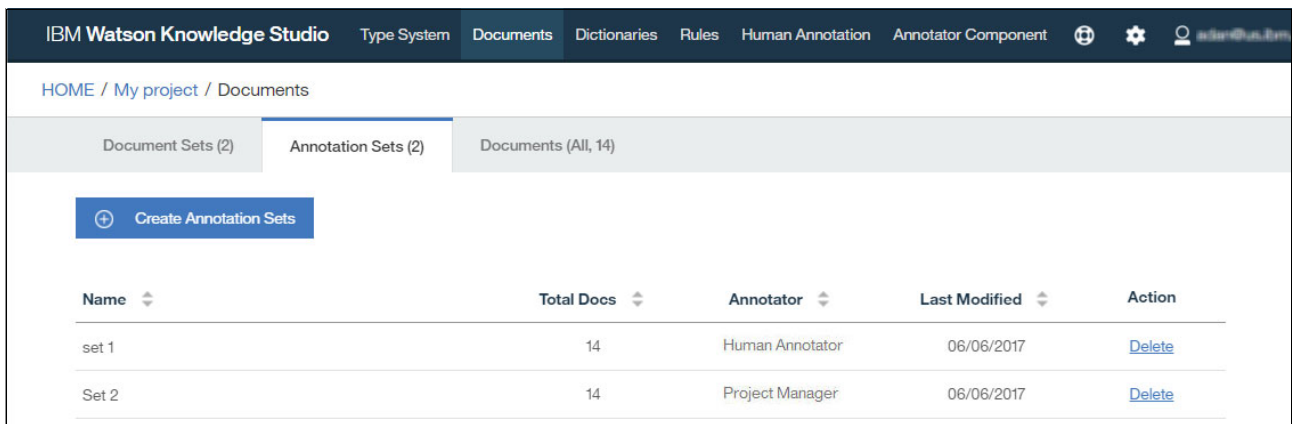 IBM Watson Knowledge Studio Type System Documents Dictionaries Rules Human Annotation Annotator Component
HOME / My project / Documents
Document Sets (2) Annotation Sets (2) Documents (All, 14)
Create Annotation Sets
Name Total Docs Annotator Last Modified Action
set 1 14 Human Annotator 06/06/2017 Delete
Set 2 14 Project Manager 06/06/2017 Delete